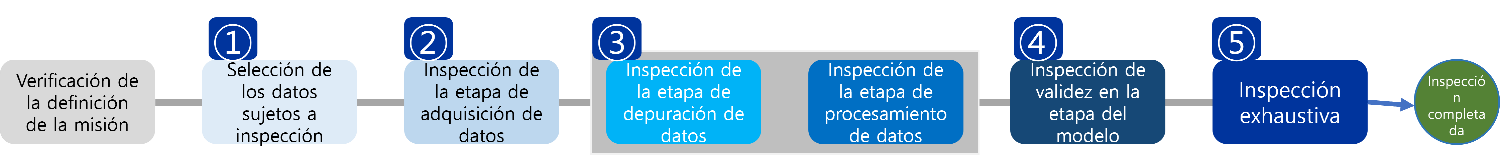 Verificación de
la definición
de la misión
①
Selección de
los datos
sujetos a
inspección
②
Inspección de
la etapa de
adquisición de
datos
③
Inspección de
la etapa de
depuración de
datos
Inspección de
la etapa de
procesamiento
de datos
④
Inspección de
validez en la
etapa del
modelo
⑤
Inspección
exhaustiva
Inspecció
n
completa
da